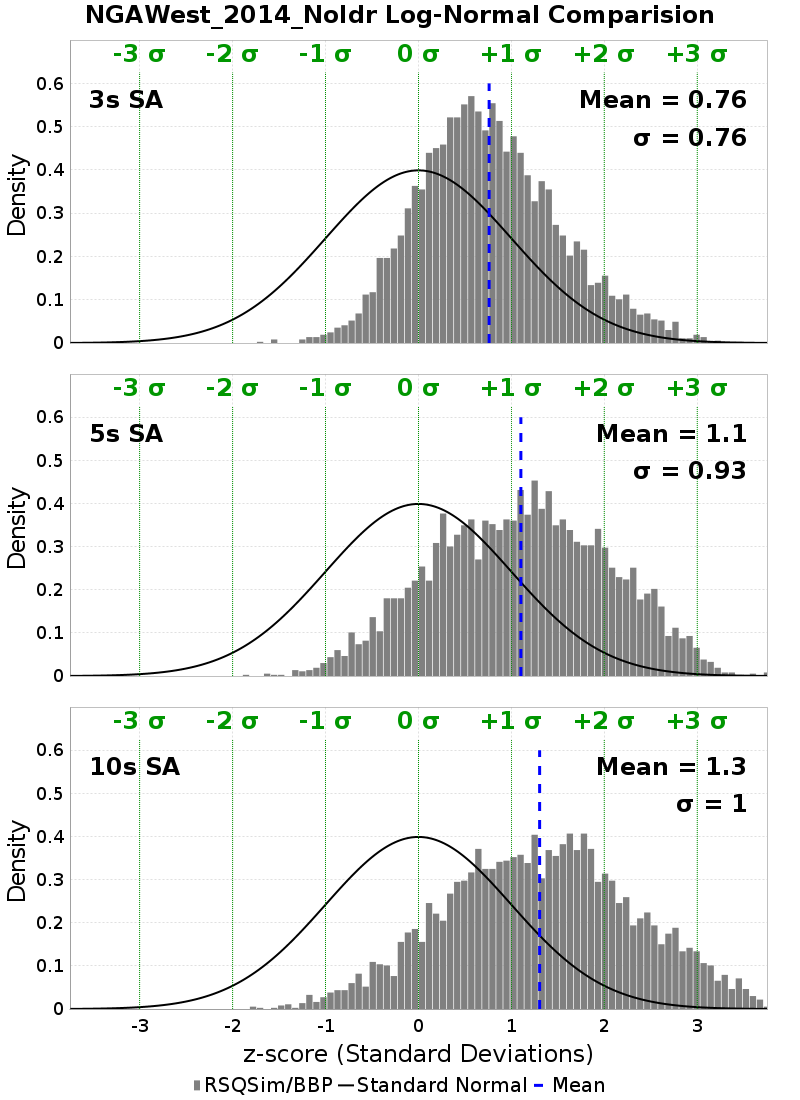 NGAWest_2014_NoIdr Log-Normal Comparision
-3 σ -2 σ -1 σ 0 σ +1 σ +2 σ +3 σ
0.6
3s SA
Mean = 0.76
0.5
σ = 0.76
0.4
0.3
0.2
0.1
0
Density
-3 σ -2 σ -1 σ 0 σ +1 σ +2 σ +3 σ
0.6
5s SA
Mean = 1.1
0.5
σ = 0.93
0.4
0.3
0.2
0.1
0
Density
-3 σ -2 σ -1 σ 0 σ +1 σ +2 σ +3 σ
0.6
10s SA
Mean = 1.3
0.5
σ = 1
0.4
0.3
0.2
0.1
0
Density
-3 -2 -1 0 1 2 3
z-score (Standard Deviations)
RSQSim/BBP Standard Normal Mean